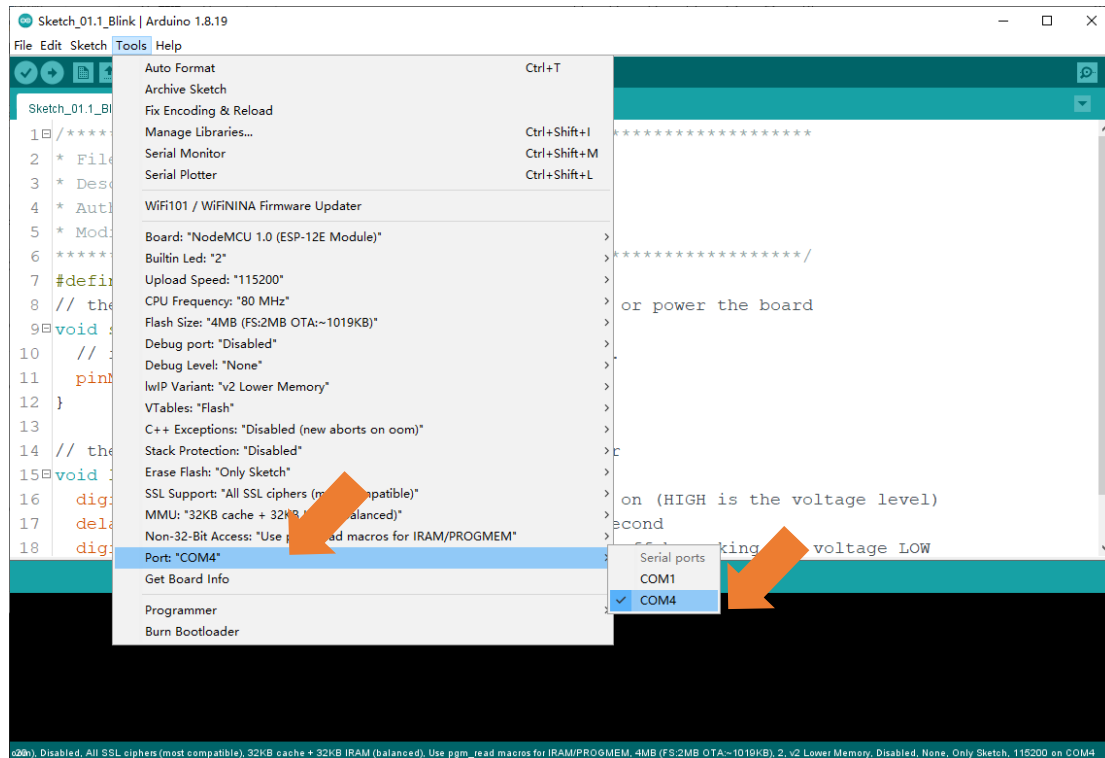 Sketch_01.1_Blink | Arduino 1.8.19
File Edit Sketch Tools Help
Sketch_01.1_Bl
Auto Format Ctrl+T
Archive Sketch
Fix Encoding & Reload
Manage Libraries... Ctrl+Shift+I
Serial Monitor Ctrl+Shift+M
Serial Plotter Ctrl+Shift+L
WiFi101 / WiFiNINA Firmware Updater
Board: "NodeMCU 1.0 (ESP-12E Module)"
Builtin Led: "2"
Upload Speed: "115200"
CPU Frequency: "80 MHz"
Flash Size: "4MB (FS:2MB OTA:~1019KB)"
Debug port: "Disabled"
Debug Level: "None"
lwIP Variant: "v2 Lower Memory"
VTables: "Flash"
C++ Exceptions: "Disabled (new aborts on oom)"
Stack Protection: "Disabled"
Erase Flash: "Only Sketch"
SSL Support: "All SSL ciphers (m patible)"
MMU: "32KB cache + 32KB alanced)"
Non-32-Bit Access: "Use p ad macros for IRAM/PROGMEM"
Port: "COM4"
Get Board Info
Programmer
Burn Bootloader
Serial ports
COM1
COM4
1 /***** *******************
2 * File
3 * Desc
4 * Auth
5 * Modi
6 ***** ******************/
7 #defin
8 // the or power the board
9 void s
10 // i .
11 pinM
12 }
13
14 // the r
15 void l
16 digi on (HIGH is the voltage level)
17 dela econd
18 digi king voltage LOW
Disabled, All SSL ciphers (most compatible), 32KB cache + 32KB IRAM (balanced), Use pgm_read macros for IRAM/PROGMEM, 4MB (FS:2MB OTA:~1019KB), 2, v2 Lower Memory, Disabled, None, Only Sketch, 115200 on COM4